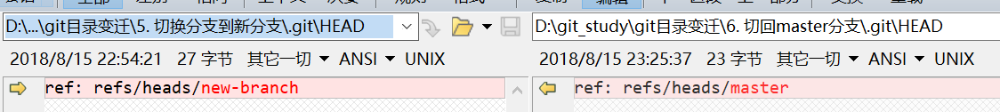 D:\...\git目录变迁\5. 切换分支到新分支\.git\HEAD
D:\git_study\git目录变迁\6. 切回master分支\.git\HEAD
2018/8/15 22:54:21 27 字节 其它一切 ANSI UNIX
2018/8/15 23:25:37 23 字节 其它一切 ANSI UNIX
ref: refs/heads/new-branch
ref: refs/heads/master